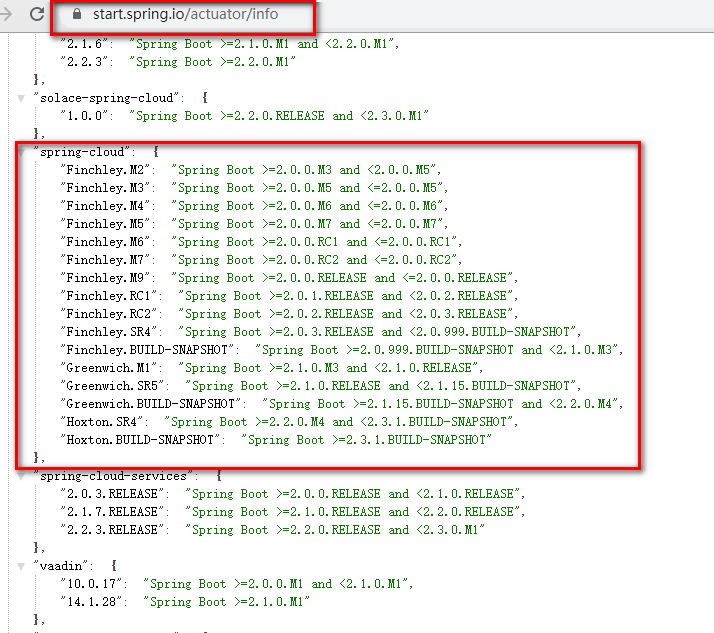 start.spring.io/actuator/info
"2.1.6": "Spring Boot >=2.1.0.M1 and <2.2.0.M1",
"2.2.3": "Spring Boot >=2.2.0.M1"
},
"solace-spring-cloud": {
"1.0.0": "Spring Boot >=2.2.0.RELEASE and <2.3.0.M1"
},
"spring-cloud": {
"Finchley.M2": "Spring Boot >=2.0.0.M3 and <2.0.0.M5",
"Finchley.M3": "Spring Boot >=2.0.0.M5 and <=2.0.0.M5",
"Finchley.M4": "Spring Boot >=2.0.0.M6 and <=2.0.0.M6",
"Finchley.M5": "Spring Boot >=2.0.0.M7 and <=2.0.0.M7",
"Finchley.M6": "Spring Boot >=2.0.0.RC1 and <=2.0.0.RC1",
"Finchley.M7": "Spring Boot >=2.0.0.RC2 and <=2.0.0.RC2",
"Finchley.M9": "Spring Boot >=2.0.0.RELEASE and <=2.0.0.RELEASE",
"Finchley.RC1": "Spring Boot >=2.0.1.RELEASE and <2.0.2.RELEASE",
"Finchley.RC2": "Spring Boot >=2.0.2.RELEASE and <2.0.3.RELEASE",
"Finchley.SR4": "Spring Boot >=2.0.3.RELEASE and <2.0.999.BUILD-SNAPSHOT",
"Finchley.BUILD-SNAPSHOT": "Spring Boot >=2.0.999.BUILD-SNAPSHOT and <2.1.0.M3",
"Greenwich.M1": "Spring Boot >=2.1.0.M3 and <2.1.0.RELEASE",
"Greenwich.SR5": "Spring Boot >=2.1.0.RELEASE and <2.1.15.BUILD-SNAPSHOT",
"Greenwich.BUILD-SNAPSHOT": "Spring Boot >=2.1.15.BUILD-SNAPSHOT and <2.2.0.M4",
"Hoxton.SR4": "Spring Boot >=2.2.0.M4 and <2.3.1.BUILD-SNAPSHOT",
"Hoxton.BUILD-SNAPSHOT": "Spring Boot >=2.3.1.BUILD-SNAPSHOT"
},
"spring-cloud-services": {
"2.0.3.RELEASE": "Spring Boot >=2.0.0.RELEASE and <2.1.0.RELEASE",
"2.1.7.RELEASE": "Spring Boot >=2.1.0.RELEASE and <2.2.0.RELEASE",
"2.2.3.RELEASE": "Spring Boot >=2.2.0.RELEASE and <2.3.0.M1"
},
"vaadin": {
"10.0.17": "Spring Boot >=2.0.0.M1 and <2.1.0.M1",
"14.1.28": "Spring Boot >=2.1.0.M1"
},